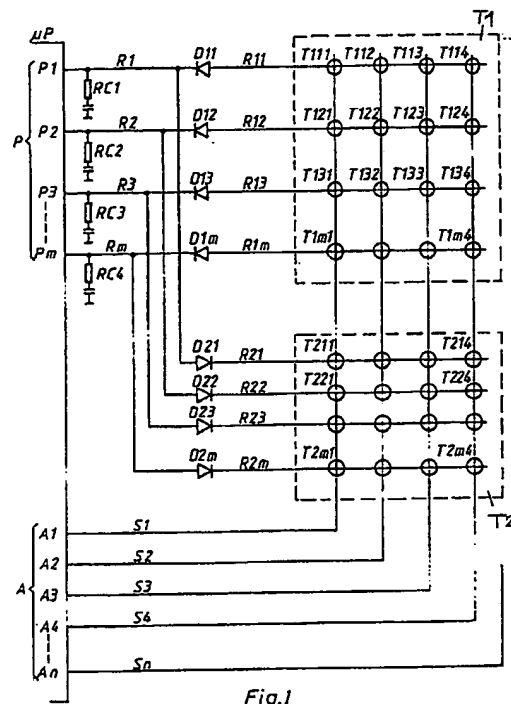 T1
μP
P1 R1 D11 R11 T111 T112 T113 T114
RC1
P2 R2 D12 R12 T121 T122 T123 T124
P
RC2
P3 R3 D13 R13 T131 T132 T133 T134
RC3
Pm Rm D1m R1m T1m1 T1m4
RC4
D21 R21 T211 T214
D22 R22 T221 T224
D23 R23
D2m R2m T2m1 T2m4
T2
A1 S1
A2 S2
A
A3 S3
A4 S4
An Sn
Fig.1